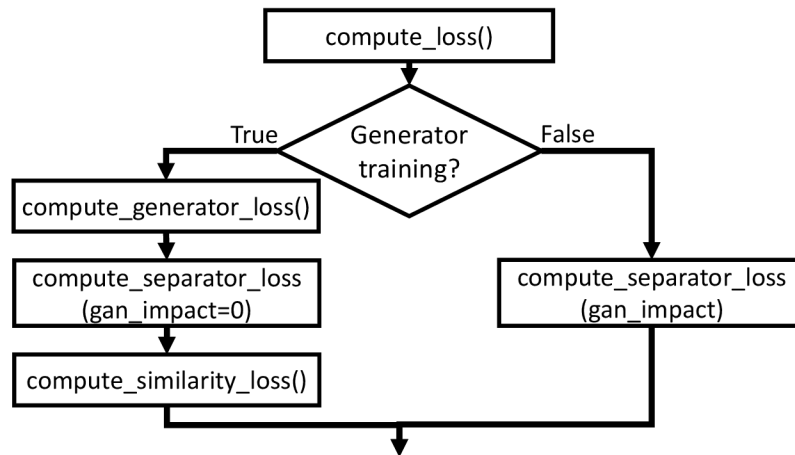 compute_loss()
True
Generator
training?
False
compute_generator_loss()
compute_separator_loss
(gan_impact=0)
compute_similarity_loss()
compute_separator_loss
(gan_impact)